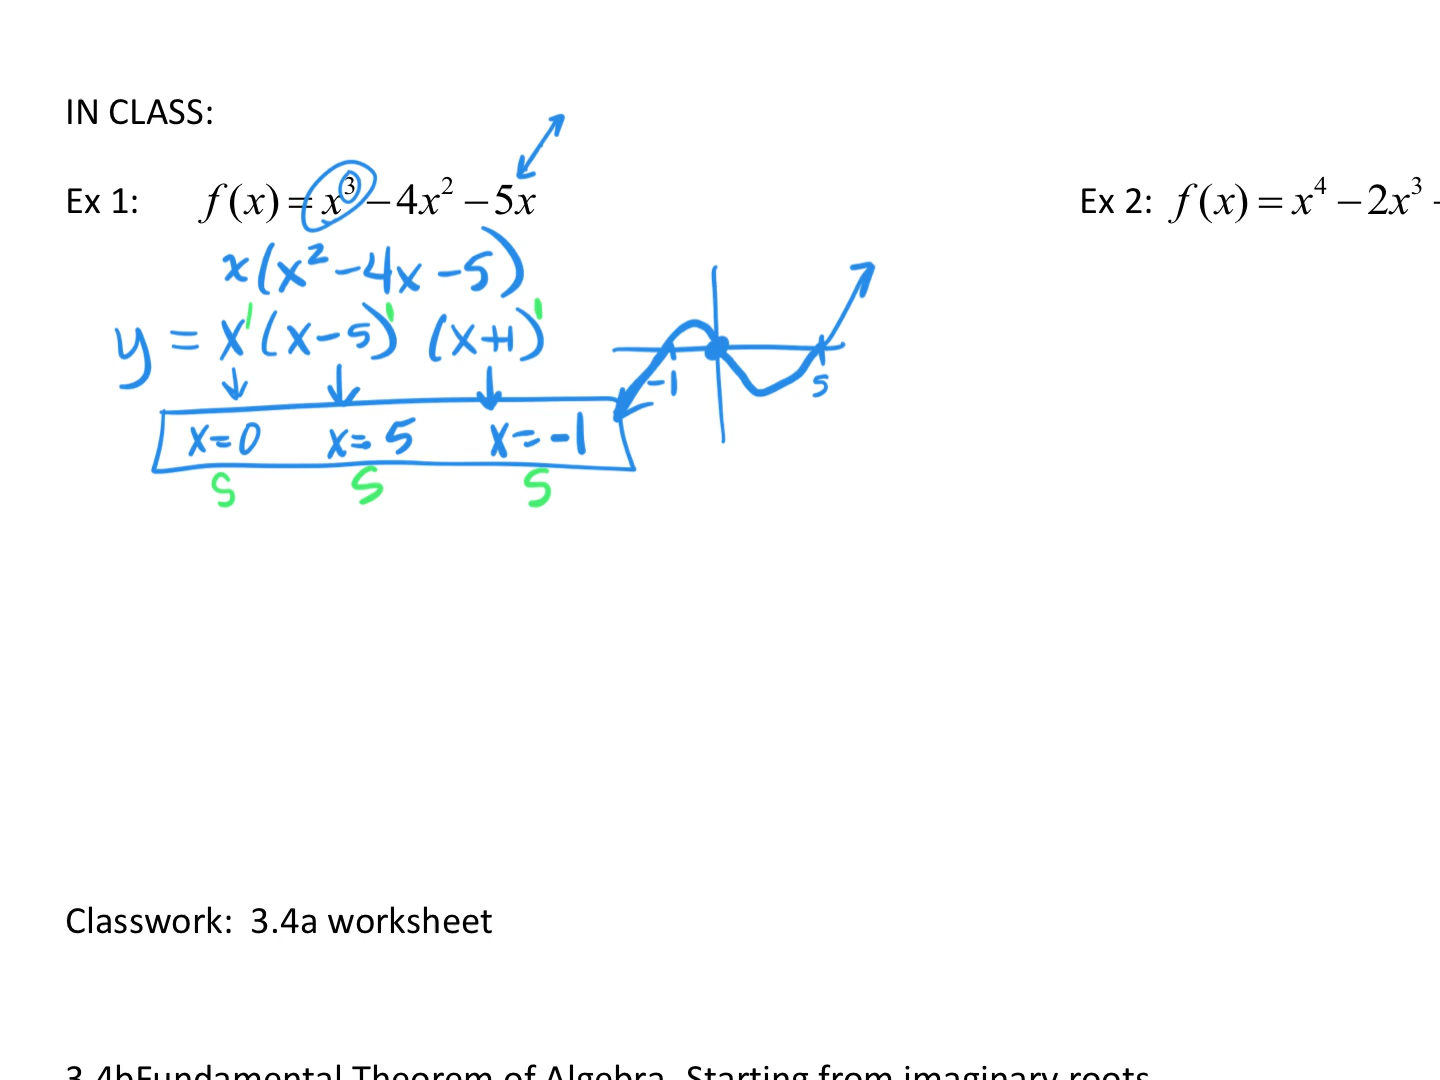 IN CLASS:
Ex 1: f(x) = x³ − 4x² − 5x
Ex 2: f(x) = x⁴ − 2x³ −
x(x² − 4x − 5)
y = x¹(x−5)¹ (x+1)¹
x=0 x=5 x=−1
S S S
−1 5
Classwork: 3.4a worksheet
3.4bFundamental Theorem of Algebra Starting from imaginary roots